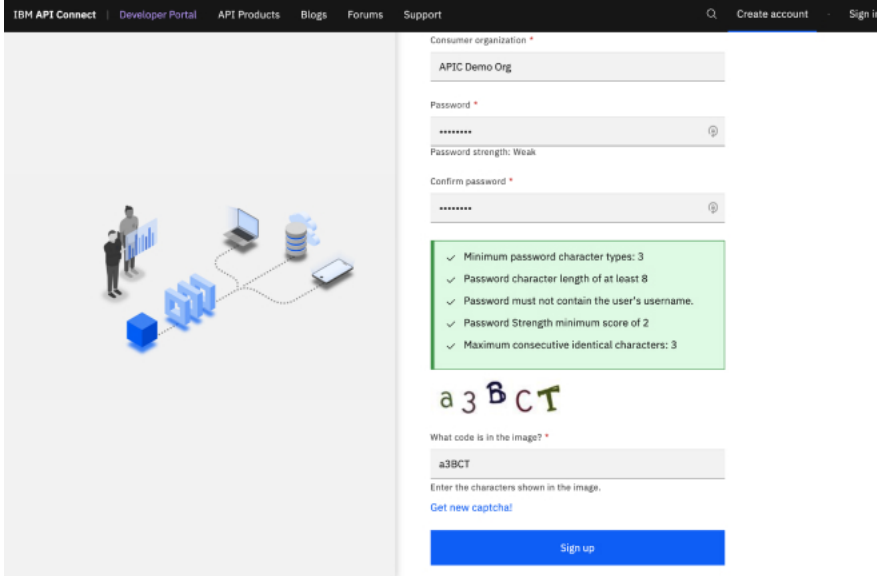 IBM API Connect | Developer Portal API Products Blogs Forums Support Create account - Sign in
Consumer organization *
APIC Demo Org
Password *
••••••••
Password strength: Weak
Confirm password *
••••••••
✓ Minimum password character types: 3
✓ Password character length of at least 8
✓ Password must not contain the user's username.
✓ Password Strength minimum score of 2
✓ Maximum consecutive identical characters: 3
a3BCT
What code is in the image? *
a3BCT
Enter the characters shown in the image.
Get new captcha!
Sign up